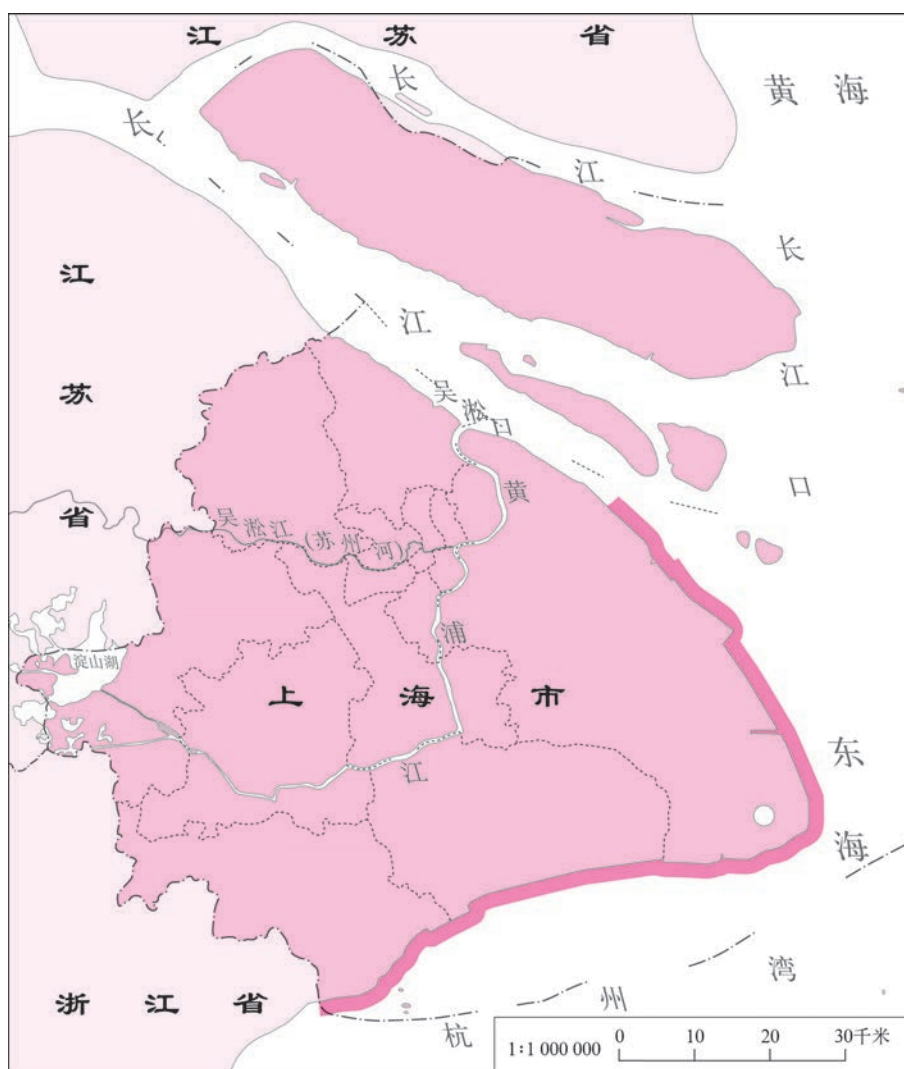 江苏省
黄海
长江
长江
江苏省
长江口
吴淞口
吴淞江(苏州河)
黄浦江
淀山湖
上海市
东海
浙江省
杭州湾
1:1 000 000
0 10 20 30千米